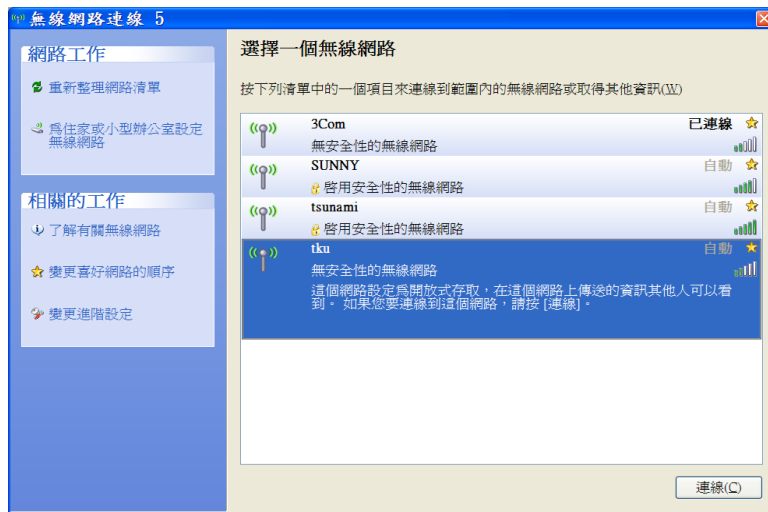 無線網路連線 5
網路工作
重新整理網路清單
爲住家或小型辦公室設定
無線網路
相關的工作
了解有關無線網路
變更喜好網路的順序
變更進階設定
選擇一個無線網路
按下列清單中的一個項目來連線到範圍內的無線網路或取得其他資訊(W)
3Com 已連線
無安全性的無線網路
SUNNY 自動
啓用安全性的無線網路
tsunami 自動
啓用安全性的無線網路
tku 自動
無安全性的無線網路
這個網路設定爲開放式存取，在這個網路上傳送的資訊其他人可以看
到。 如果您要連線到這個網路，請按 [連線]。
連線(C)